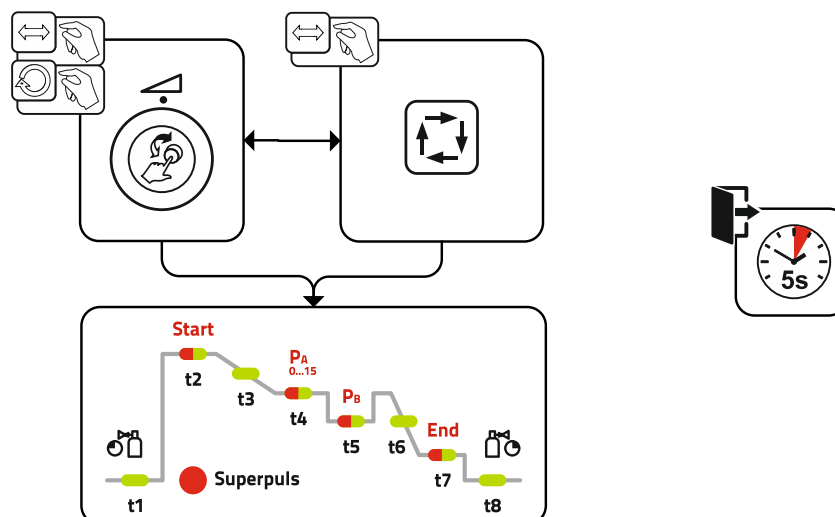 5s
Start
PA
0...15
t2
t3
t4
PB
t5
t6
End
t7
t1
Superpuls
t8